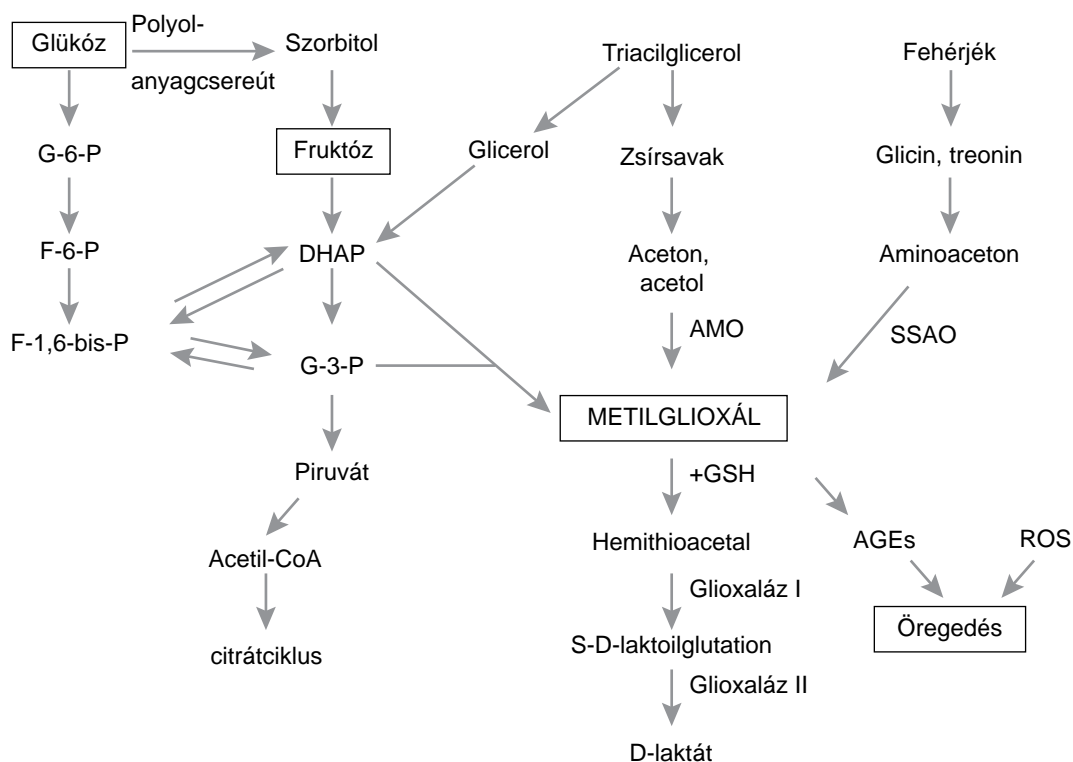 Glükóz
Polyol-
anyagcsereút
Szorbitol
Triacilglicerol
Fehérjék
G-6-P
Fruktóz
Glicerol
Zsírsavak
Glicin, treonin
F-6-P
DHAP
Aceton,
acetol
Aminoaceton
F-1,6-bis-P
G-3-P
AMO
SSAO
METILGLIOXÁL
Piruvát
+GSH
Acetil-CoA
Hemithioacetal
AGEs
ROS
Glioxaláz I
Öregedés
citrátciklus
S-D-laktoilglutation
Glioxaláz II
D-laktát